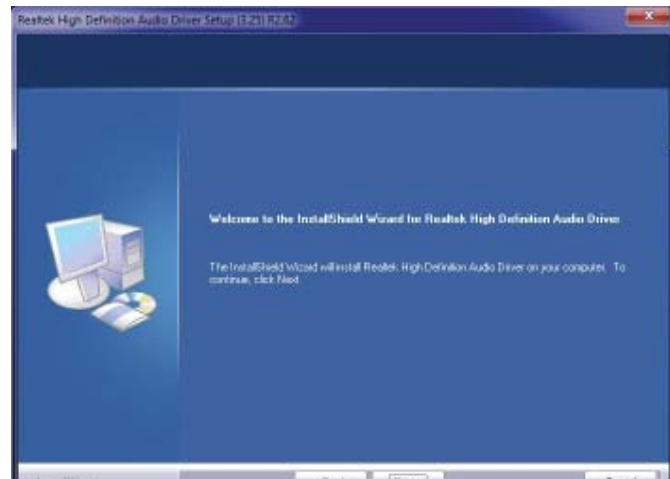 Realtek High Definition Audio Driver Setup (3.25) R2.62
Welcome to the InstallShield Wizard for Realtek High Definition Audio Driver
The InstallShield Wizard will install Realtek High Definition Audio Driver on your computer. To
continue, click Next